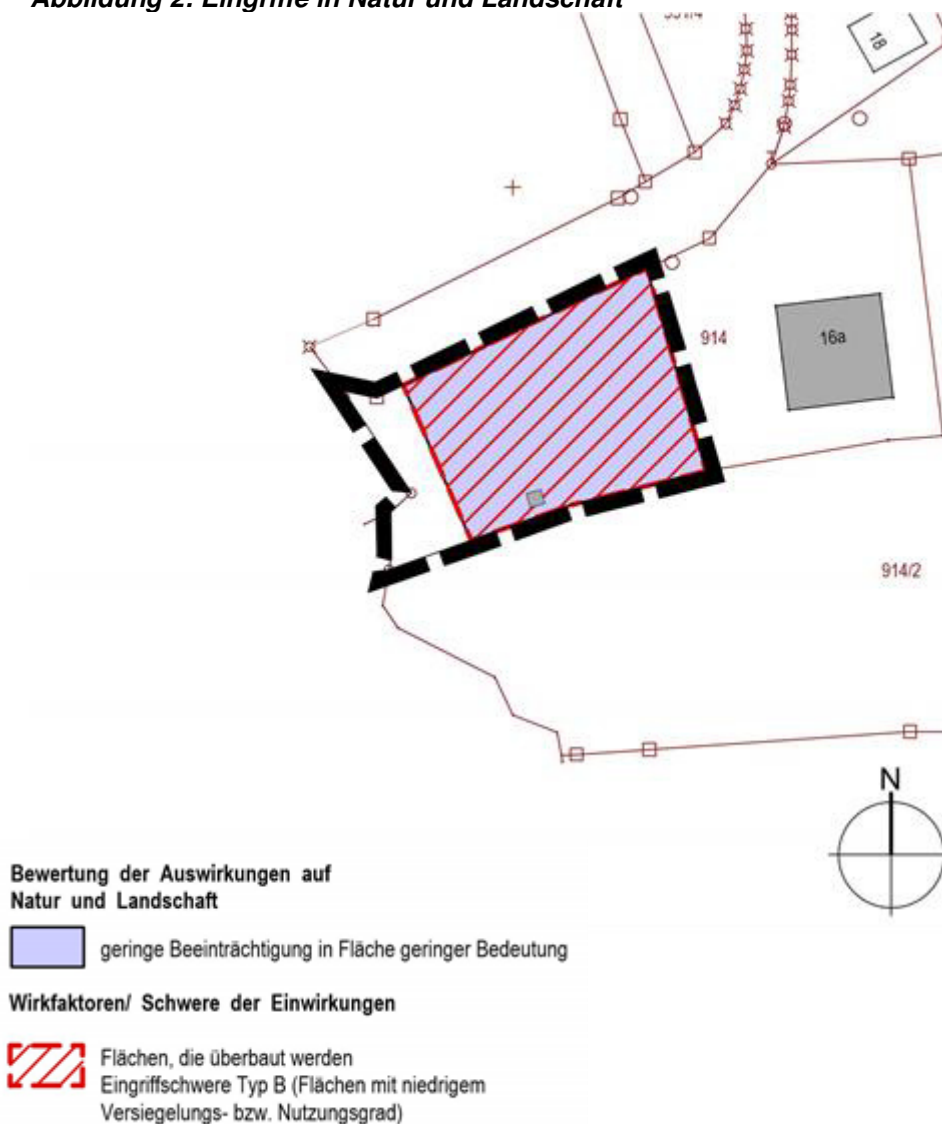 Abbildung 2: Eingriffe in Natur und Landschaft
18
914
16a
914/2
N
Bewertung der Auswirkungen auf
Natur und Landschaft
geringe Beeinträchtigung in Fläche geringer Bedeutung
Wirkfaktoren/ Schwere der Einwirkungen
Flächen, die überbaut werden
Eingriffschwere Typ B (Flächen mit niedrigem
Versiegelungs- bzw. Nutzungsgrad)